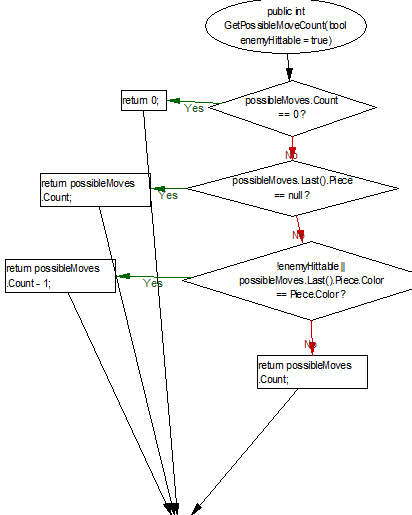 public int
GetPossibleMoveCount(bool
enemyHittable = true)
possibleMoves.Count
== 0 ?
return 0;
Yes
No
possibleMoves.Last().Piece
== null ?
return possibleMoves
.Count;
Yes
No
!enemyHittable ||
possibleMoves.Last().Piece.Color
== Piece.Color ?
return possibleMoves
.Count - 1;
Yes
No
return possibleMoves
.Count;